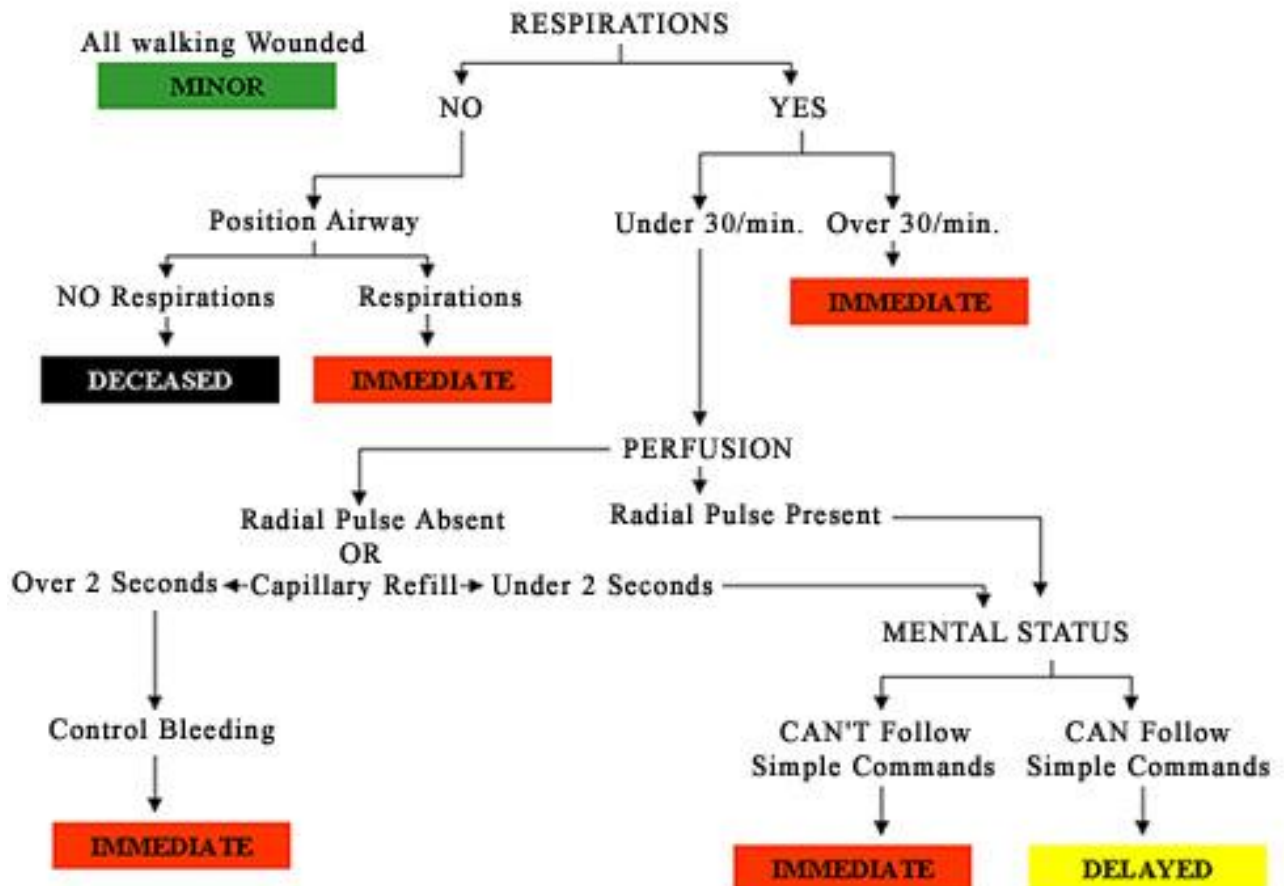 RESPIRATIONS
All walking Wounded
MINOR
NO
YES
Position Airway
Under 30/min.
Over 30/min.
NO Respirations
Respirations
IMMEDIATE
DECEASED
IMMEDIATE
PERFUSION
Radial Pulse Absent
Radial Pulse Present
OR
Over 2 Seconds
Capillary Refill
Under 2 Seconds
MENTAL STATUS
Control Bleeding
CAN'T Follow
Simple Commands
CAN Follow
Simple Commands
IMMEDIATE
IMMEDIATE
DELAYED